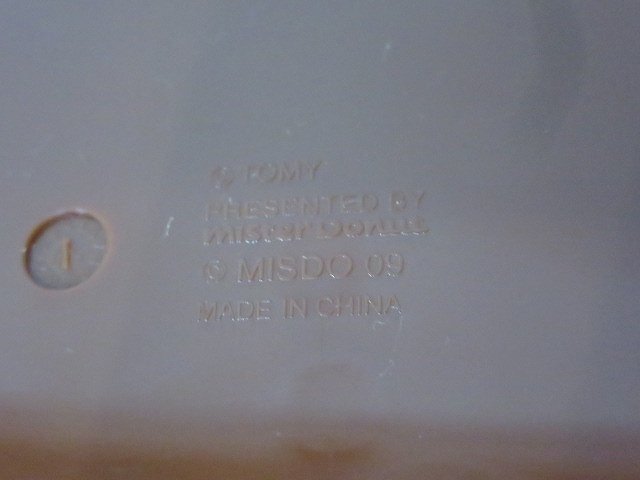 © TOMY
PRESENTED BY
mister Donut
© MISDO 09
MADE IN CHINA
1